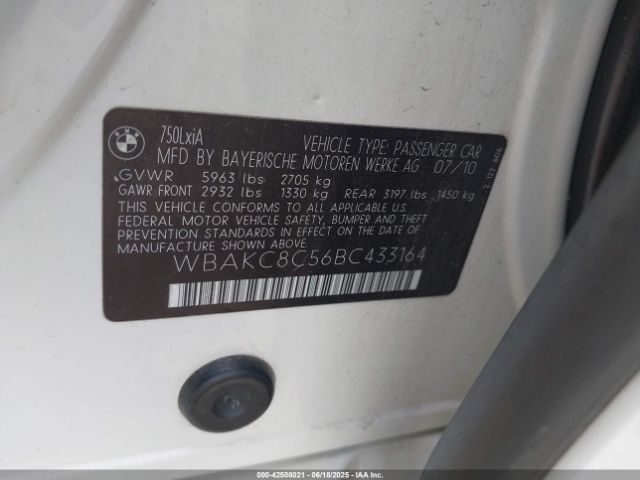 BMW
750LxiA
VEHICLE TYPE: PASSENGER CAR
MFD BY BAYERISCHE MOTOREN WERKE AG 07/10
GVWR 5963 lbs 2705 kg
GAWR FRONT 2932 lbs 1330 kg REAR 3197 lbs 1450 kg
THIS VEHICLE CONFORMS TO ALL APPLICABLE U.S.
FEDERAL MOTOR VEHICLE SAFETY, BUMPER AND THEFT
PREVENTION STANDARDS IN EFFECT ON THE DATE OF
MANUFACTURE SHOWN ABOVE.
WBAKC8C56BC433164
000-42508021 - 06/18/2025 - IAAI.COM